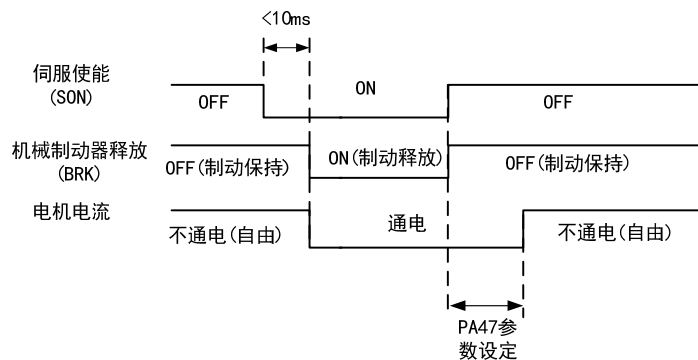 <10ms
伺服使能
(SON)
OFF
ON
OFF
机械制动器释放
(BRK)
OFF(制动保持)
ON(制动释放)
OFF(制动保持)
电机电流
不通电(自由)
通电
不通电(自由)
PA47参
数设定